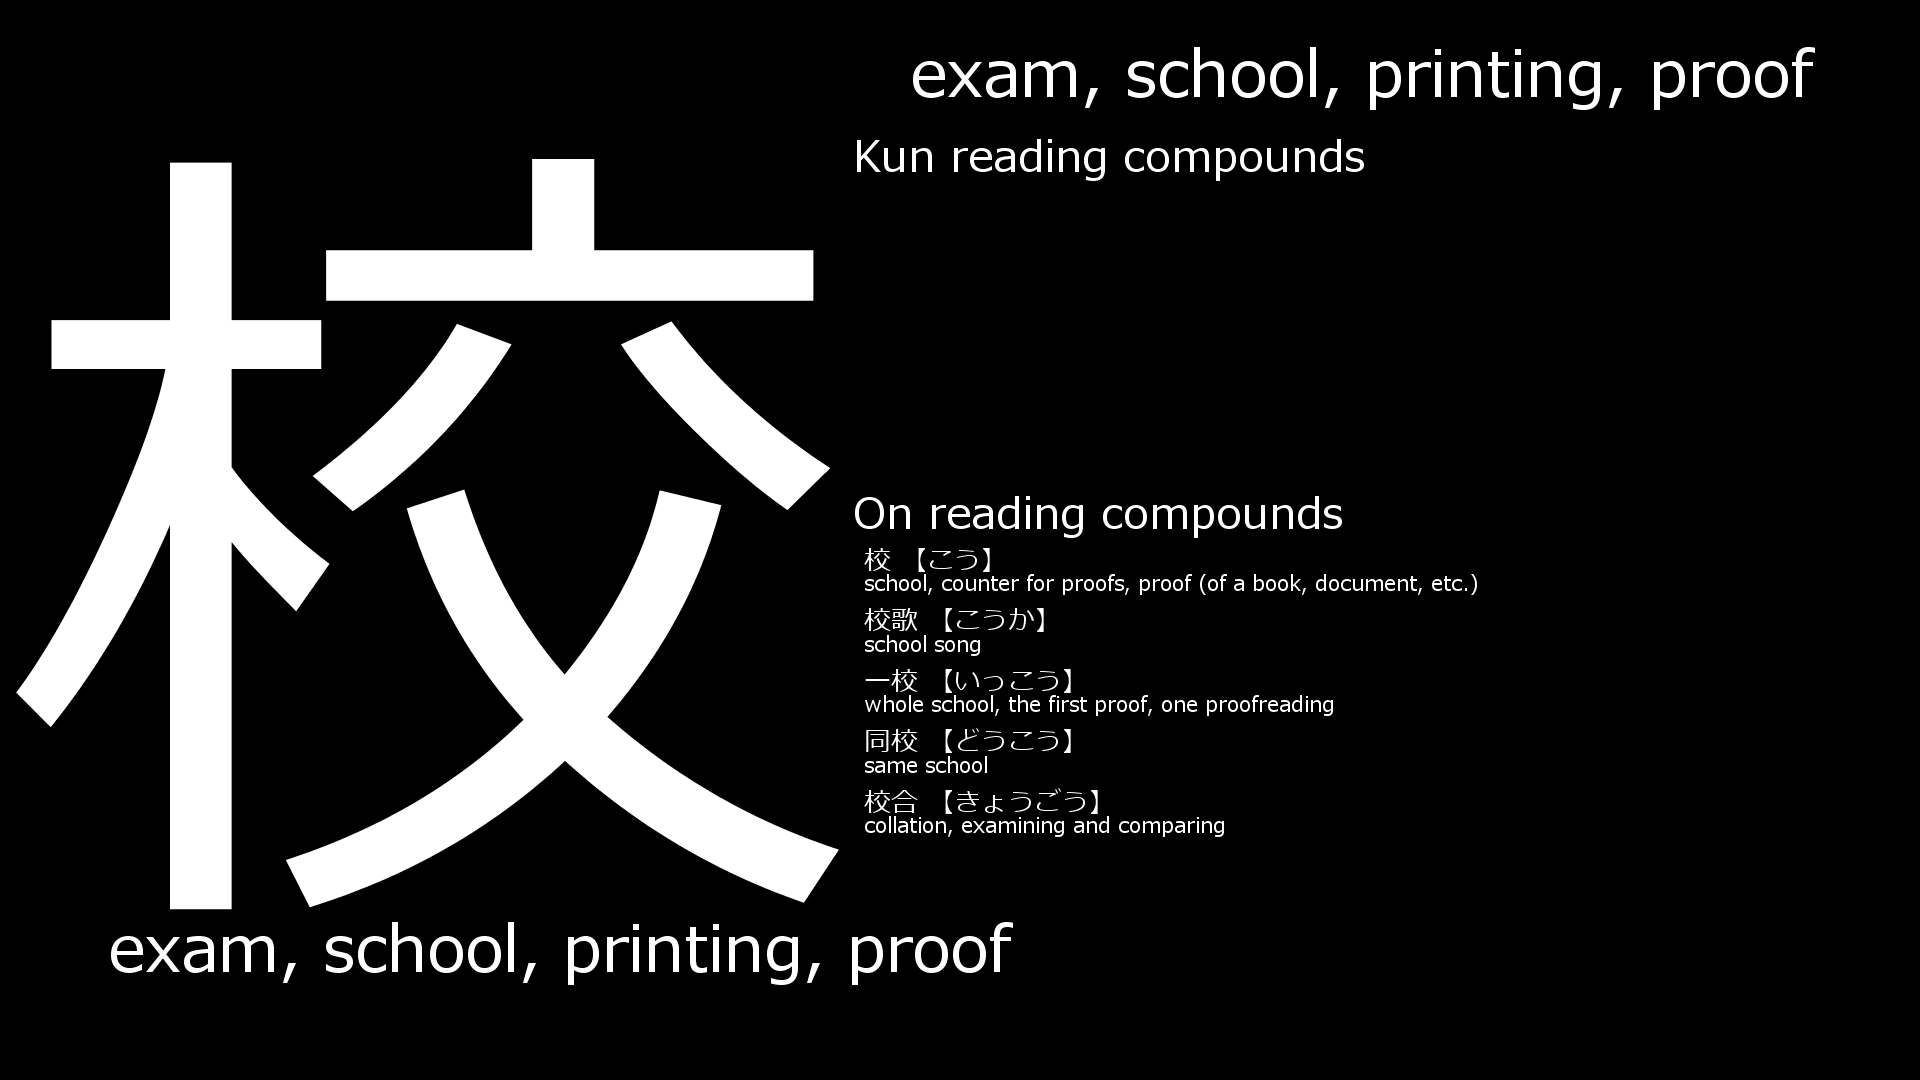 exam, school, printing, proof
Kun reading compounds
校
On reading compounds
校 【こう】
school, counter for proofs, proof (of a book, document, etc.)
校歌 【こうか】
school song
一校 【いっこう】
whole school, the first proof, one proofreading
同校 【どうこう】
same school
校合 【きょうごう】
collation, examining and comparing
exam, school, printing, proof